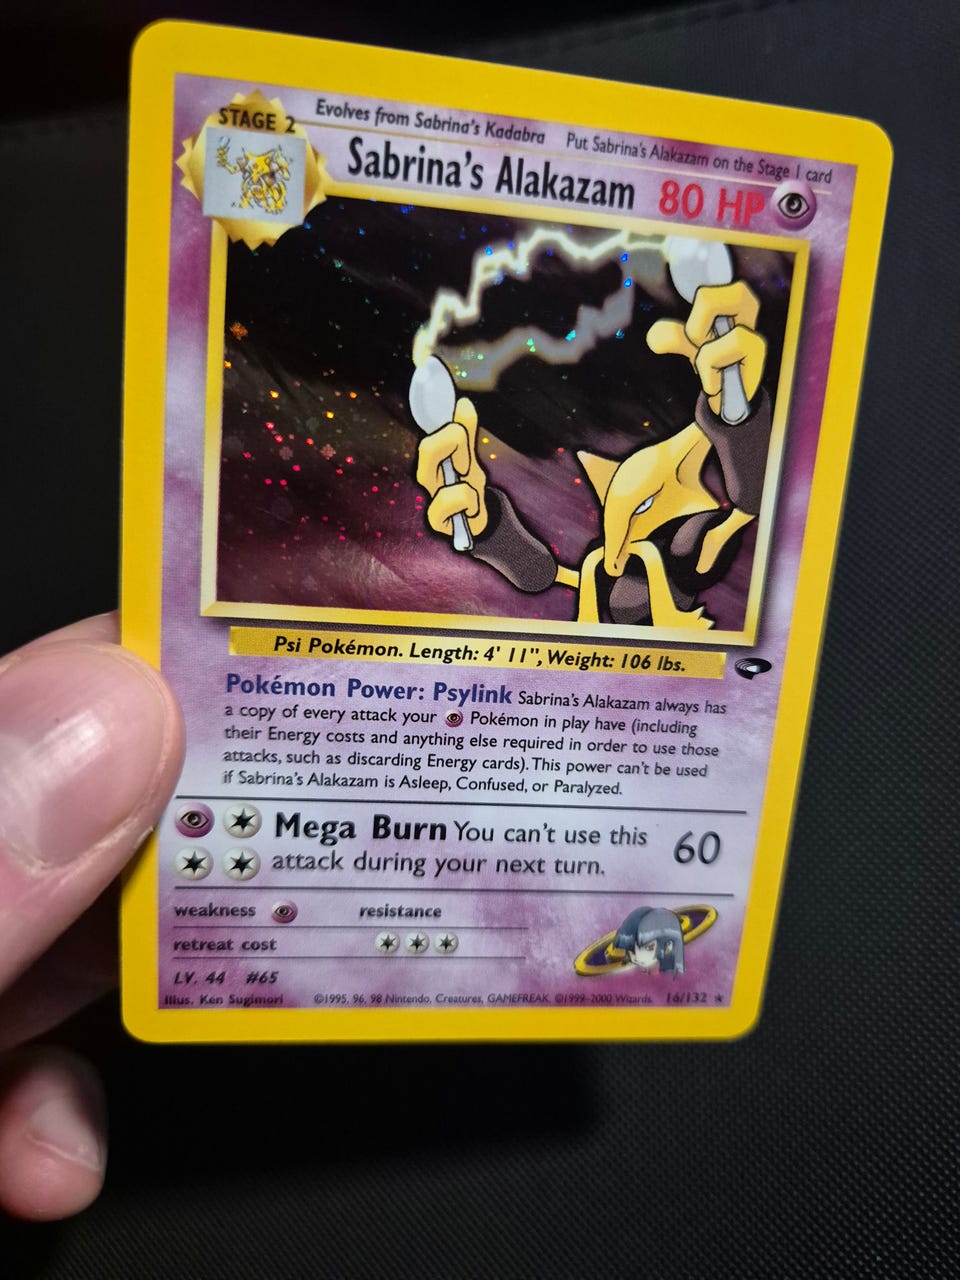 STAGE 2
Evolves from Sabrina's Kadabra Put Sabrina's Alakazam on the Stage 1 card
Sabrina's Alakazam 80 HP
Psi Pokémon. Length: 4' 11", Weight: 106 lbs.
Pokémon Power: Psylink Sabrina's Alakazam always has
a copy of every attack your Pokémon in play have (including
their Energy costs and anything else required in order to use those
attacks, such as discarding Energy cards). This power can't be used
if Sabrina's Alakazam is Asleep, Confused, or Paralyzed.
Mega Burn You can't use this 60
attack during your next turn.
weakness resistance
retreat cost
LV. 44 #65
Illus. Ken Sugimori ©1995, 96, 98 Nintendo, Creatures, GAMEFREAK. ©1999-2000 Wizards. 16/132 ★